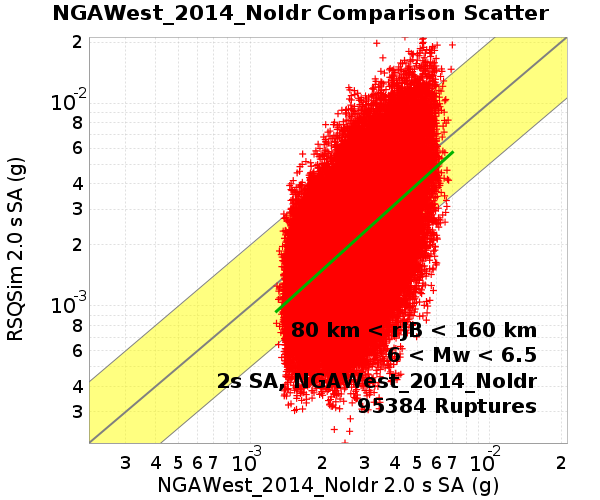 NGAWest_2014_NoIdr Comparison Scatter
RSQSim 2.0 s SA (g)
2
10-2
8
6
4
3
2
10-3
8
6
4
3
80 km < rJB < 160 km
6 < Mw < 6.5
2s SA, NGAWest_2014_NoIdr
95384 Ruptures
3 4 5 6 7 10-3 2 3 4 5 6 7 10-2 2
NGAWest_2014_NoIdr 2.0 s SA (g)